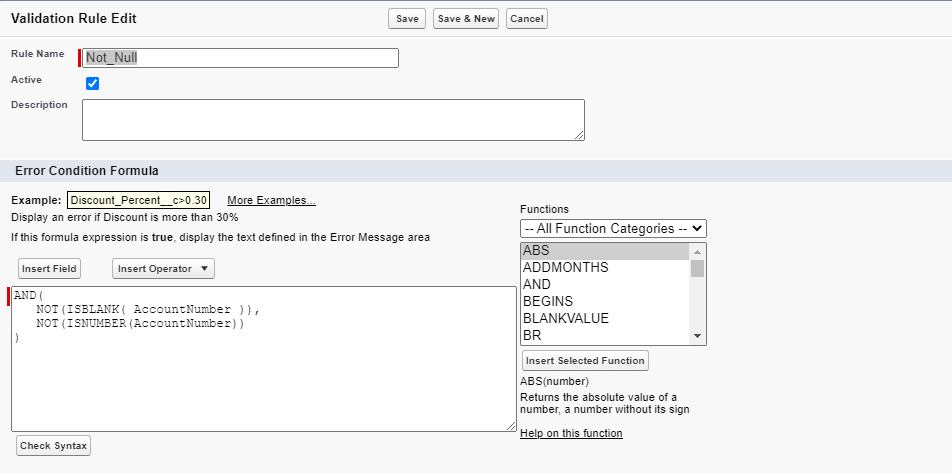 Validation Rule Edit
Save
Save & New
Cancel
Rule Name
Not_Null
Active
Description
Error Condition Formula
Example: Discount_Percent__c>0.30 More Examples...
Display an error if Discount is more than 30%
If this formula expression is true, display the text defined in the Error Message area
Insert Field
Insert Operator
AND(
NOT(ISBLANK( AccountNumber )),
NOT(ISNUMBER(AccountNumber))
)
Check Syntax
Functions
-- All Function Categories --
ABS
ADDMONTHS
AND
BEGINS
BLANKVALUE
BR
Insert Selected Function
ABS(number)
Returns the absolute value of a
number, a number without its sign
Help on this function